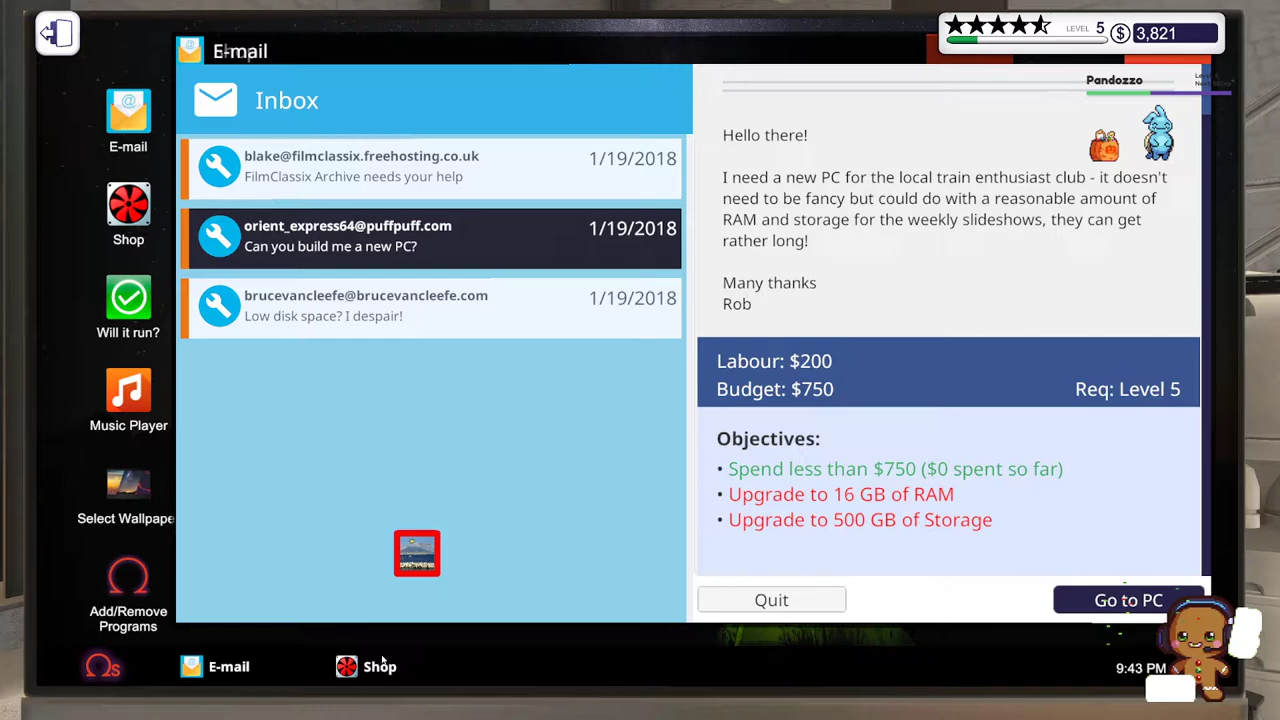 E-mail
LEVEL 5
$ 3,821
Inbox
Pandozzo
E-mail
Shop
Will it run?
Music Player
Select Wallpape
Add/Remove
Programs
blake@filmclassix.freehosting.co.uk
1/19/2018
FilmClassix Archive needs your help
orient_express64@puffpuff.com
1/19/2018
Can you build me a new PC?
brucevancleefe@brucevancleefe.com
1/19/2018
Low disk space? I despair!
Hello there!
I need a new PC for the local train enthusiast club - it doesn't
need to be fancy but could do with a reasonable amount of
RAM and storage for the weekly slideshows, they can get
rather long!
Many thanks
Rob
Labour: $200
Budget: $750
Req: Level 5
Objectives:
• Spend less than $750 ($0 spent so far)
• Upgrade to 16 GB of RAM
• Upgrade to 500 GB of Storage
Quit
Go to PC
Ωs
E-mail
Shop
9:43 PM